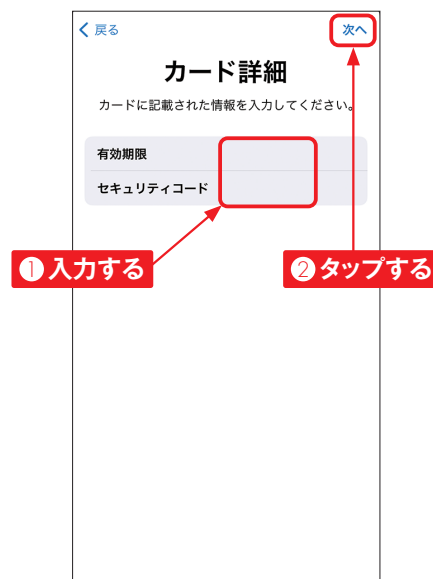 戻る
次へ
カード詳細
カードに記載された情報を入力してください。
有効期限
セキュリティコード
①入力する
②タップする